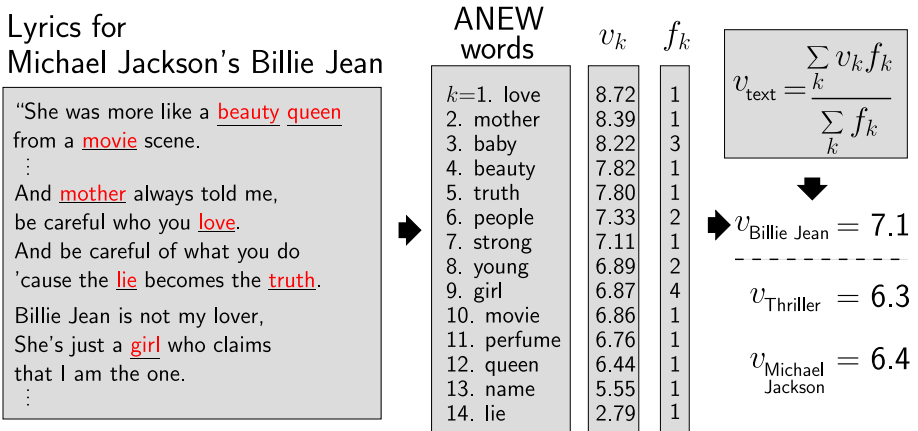 Lyrics for
Michael Jackson's Billie Jean
“She was more like a beauty queen
from a movie scene.
⋮
And mother always told me,
be careful who you love.
And be careful of what you do
’cause the lie becomes the truth.
Billie Jean is not my lover,
She’s just a girl who claims
that I am the one.
⋮
ANEW
words
v_k f_k
k=1. love 8.72 1
2. mother 8.39 1
3. baby 8.22 3
4. beauty 7.82 1
5. truth 7.80 1
6. people 7.33 2
7. strong 7.11 1
8. young 6.89 2
9. girl 6.87 4
10. movie 6.86 1
11. perfume 6.76 1
12. queen 6.44 1
13. name 5.55 1
14. lie 2.79 1
v_text = ∑_k v_k f_k / ∑_k f_k
v_Billie Jean = 7.1
v_Thriller = 6.3
v_Michael Jackson = 6.4